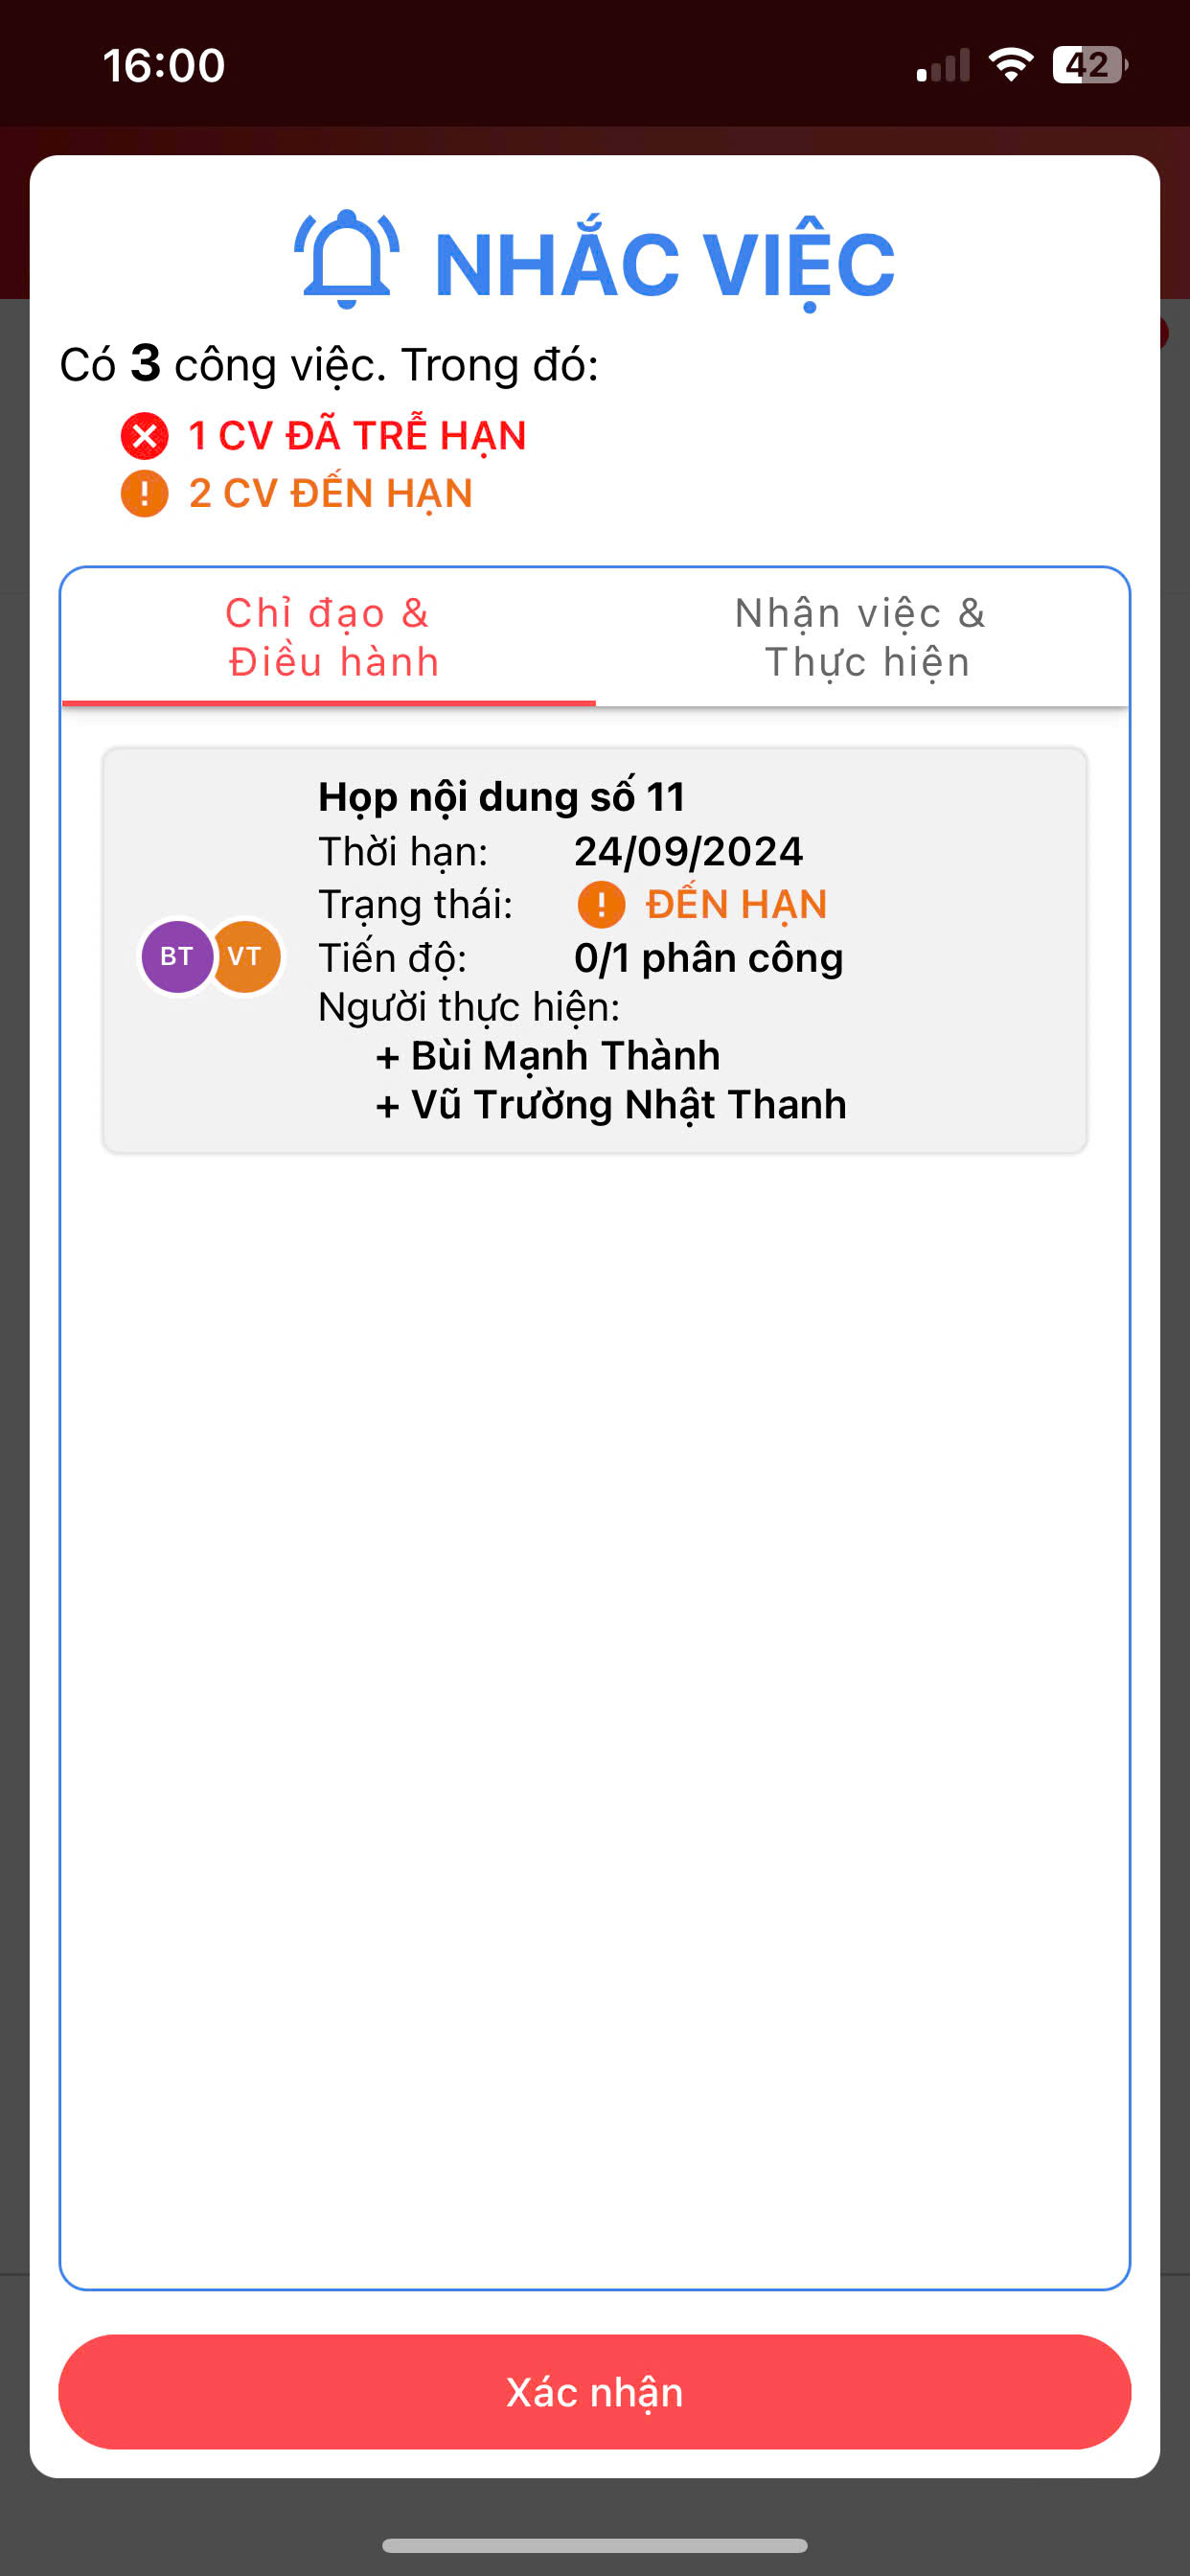 16:00
42
NHẮC VIỆC
Có 3 công việc. Trong đó:
1 CV ĐÃ TRỄ HẠN
2 CV ĐẾN HẠN
Chỉ đạo &
Điều hành
Nhận việc &
Thực hiện
Họp nội dung số 11
Thời hạn: 24/09/2024
Trạng thái: ĐẾN HẠN
BT VT
Tiến độ: 0/1 phân công
Người thực hiện:
+ Bùi Mạnh Thành
+ Vũ Trường Nhật Thanh
Xác nhận